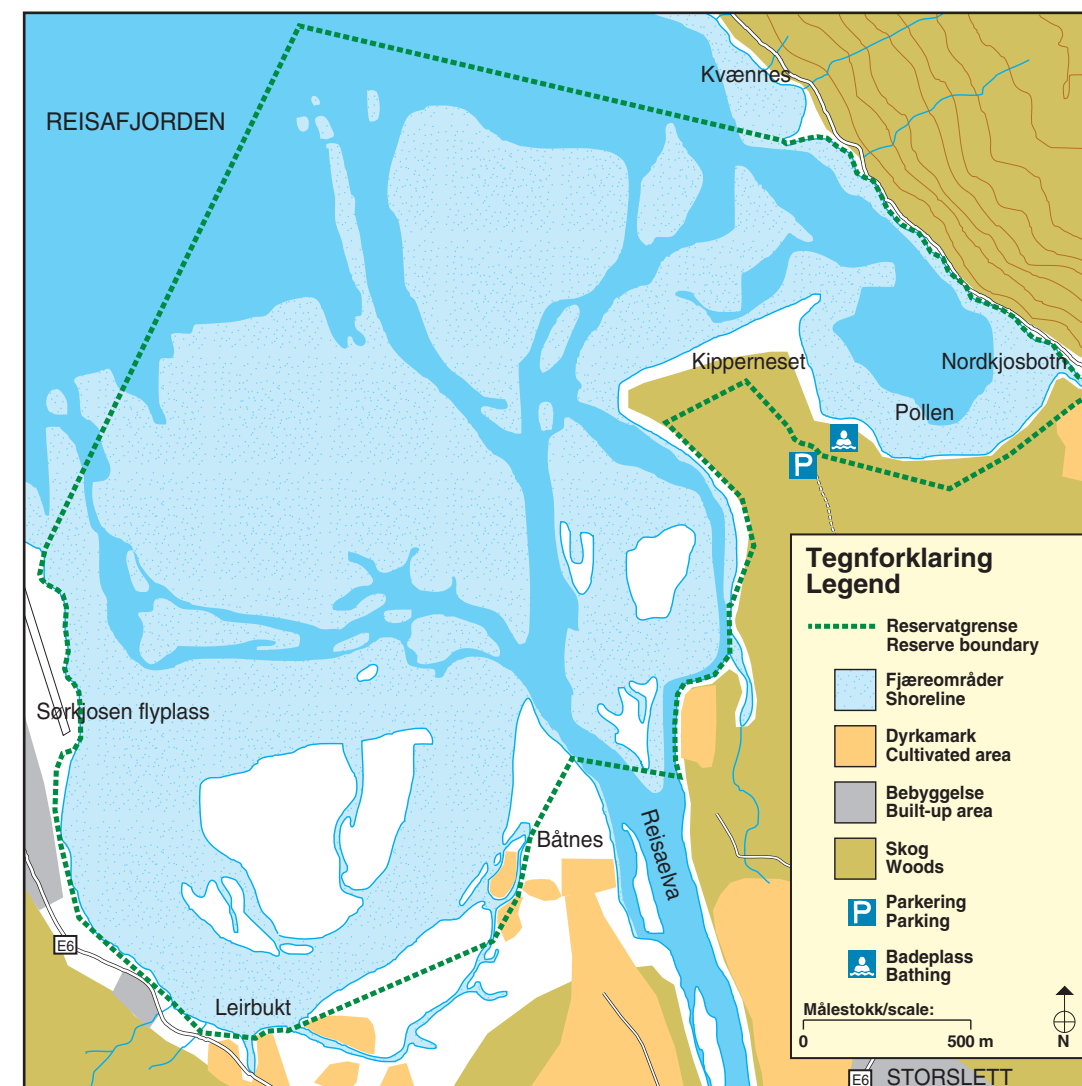 Kvænnes
REISAFJORDEN
Kipperneset
Nordkjosbotn
Pollen
P
Sørkjosen flyplass
Båtnes
Reisaelva
E6
Leirbukt
Tegnforklaring
Legend
Reservatgrense
Reserve boundary
Fjæreområder
Shoreline
Dyrkamark
Cultivated area
Bebyggelse
Built-up area
Skog
Woods
P
Parkering
Parking
Badeplass
Bathing
Målestokk/scale:
0 500 m
N
E6 STORSLETT